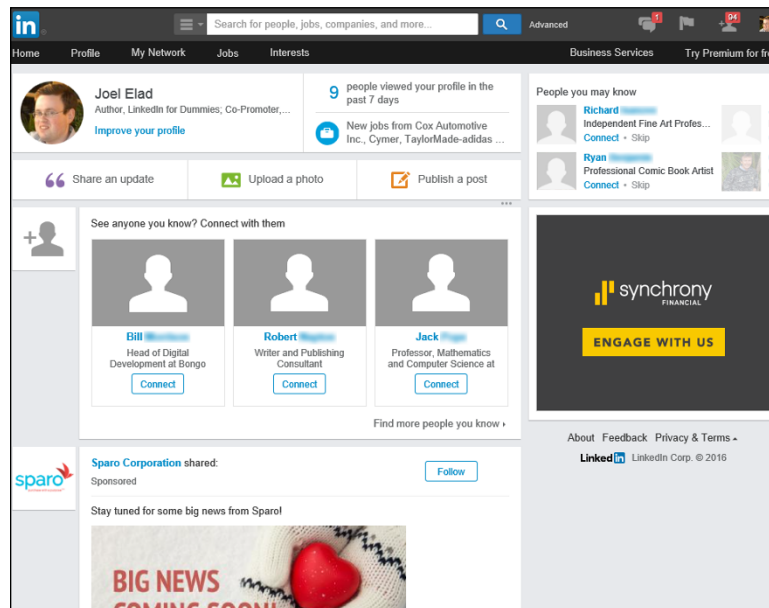 in
Search for people, jobs, companies, and more...
Advanced
1
94
Home Profile My Network Jobs Interests Business Services Try Premium for
Joel Elad
Author, LinkedIn for Dummies; Co-Promoter,...
Improve your profile
9 people viewed your profile in the
past 7 days
New jobs from Cox Automotive
Inc., Cymer, TaylorMade-adidas ...
People you may know
Richard
Independent Fine Art Profes...
Connect • Skip
Ryan
Professional Comic Book Artist
Connect • Skip
Share an update
Upload a photo
Publish a post
See anyone you know? Connect with them
Bill
Head of Digital
Development at Bongo
Connect
Robert
Writer and Publishing
Consultant
Connect
Jack
Professor, Mathematics
and Computer Science at
Connect
Find more people you know ›
synchrony
FINANCIAL
ENGAGE WITH US
About Feedback Privacy & Terms
Linked in LinkedIn Corp. © 2016
sparo
Sparo Corporation shared:
Sponsored
Follow
Stay tuned for some big news from Sparo!
BIG NEWS
COMING SOON!